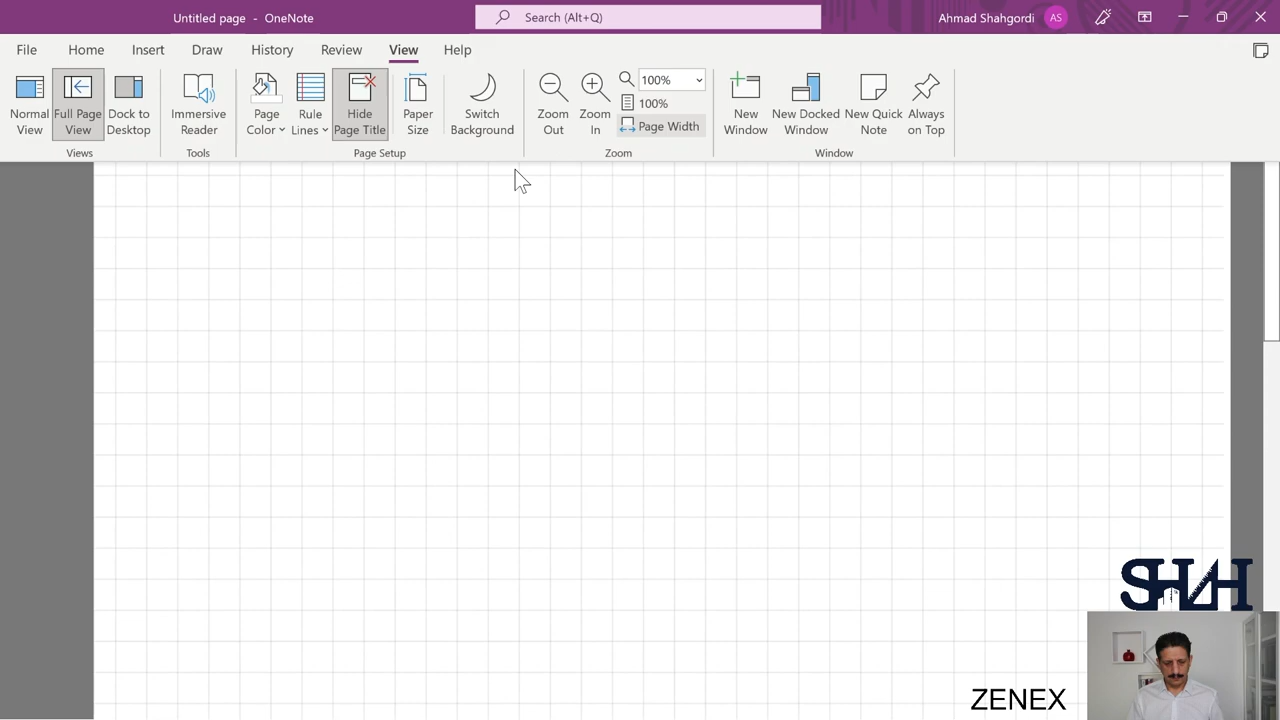 Untitled page - OneNote
Search (Alt+Q)
Ahmad Shahgordi
AS
File
Home
Insert
Draw
History
Review
View
Help
Normal
View
Full Page
View
Dock to
Desktop
Views
Immersive
Reader
Tools
Page
Color
Rule
Lines
Hide
Page Title
Paper
Size
Switch
Background
Page Setup
Zoom
Out
Zoom
In
100%
100%
Page Width
Zoom
New
Window
New Docked
Window
New Quick
Note
Always
on Top
Window
SHZH
ZENEX